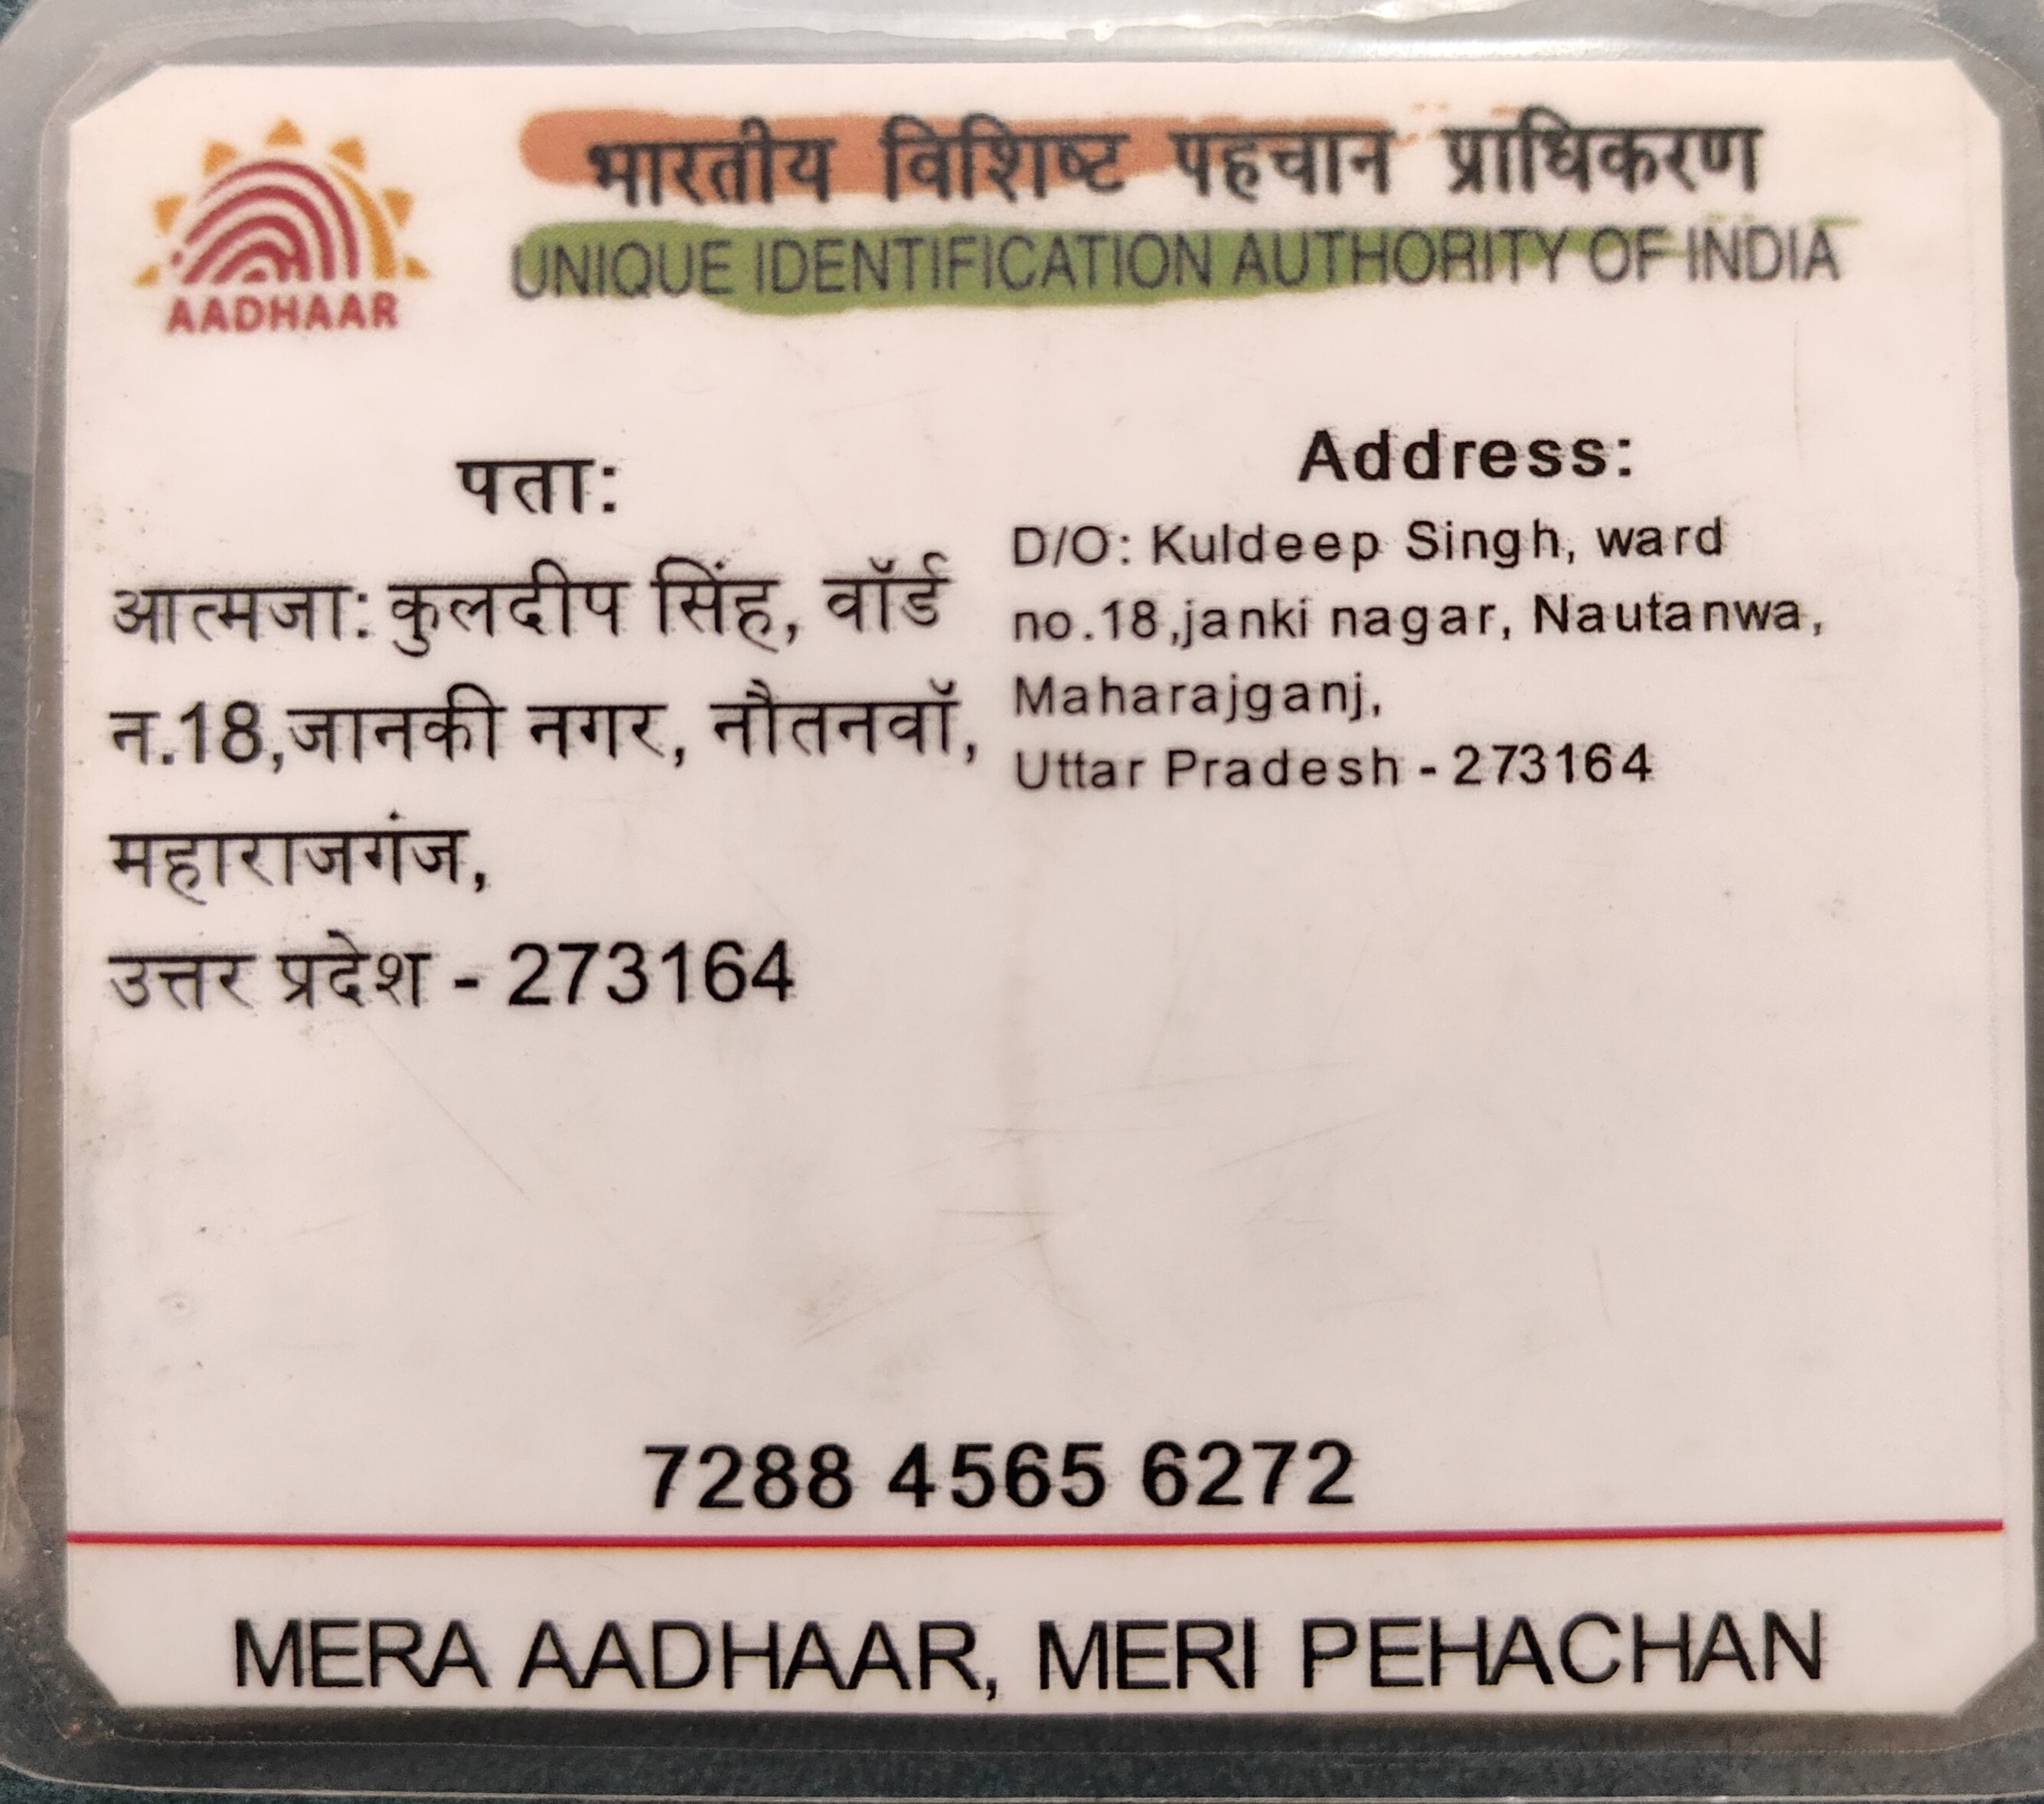 भारतीय विशिष्ट पहचान प्राधिकरण
UNIQUE IDENTIFICATION AUTHORITY OF INDIA
AADHAAR
पता:
आत्मजा: कुलदीप सिंह, वॉर्ड
न.18,जानकी नगर, नौतनवॉ,
महाराजगंज,
उत्तर प्रदेश - 273164
Address:
D/O: Kuldeep Singh, ward
no.18,janki nagar, Nautanwa,
Maharajganj,
Uttar Pradesh - 273164
7288 4565 6272
MERA AADHAAR, MERI PEHACHAN